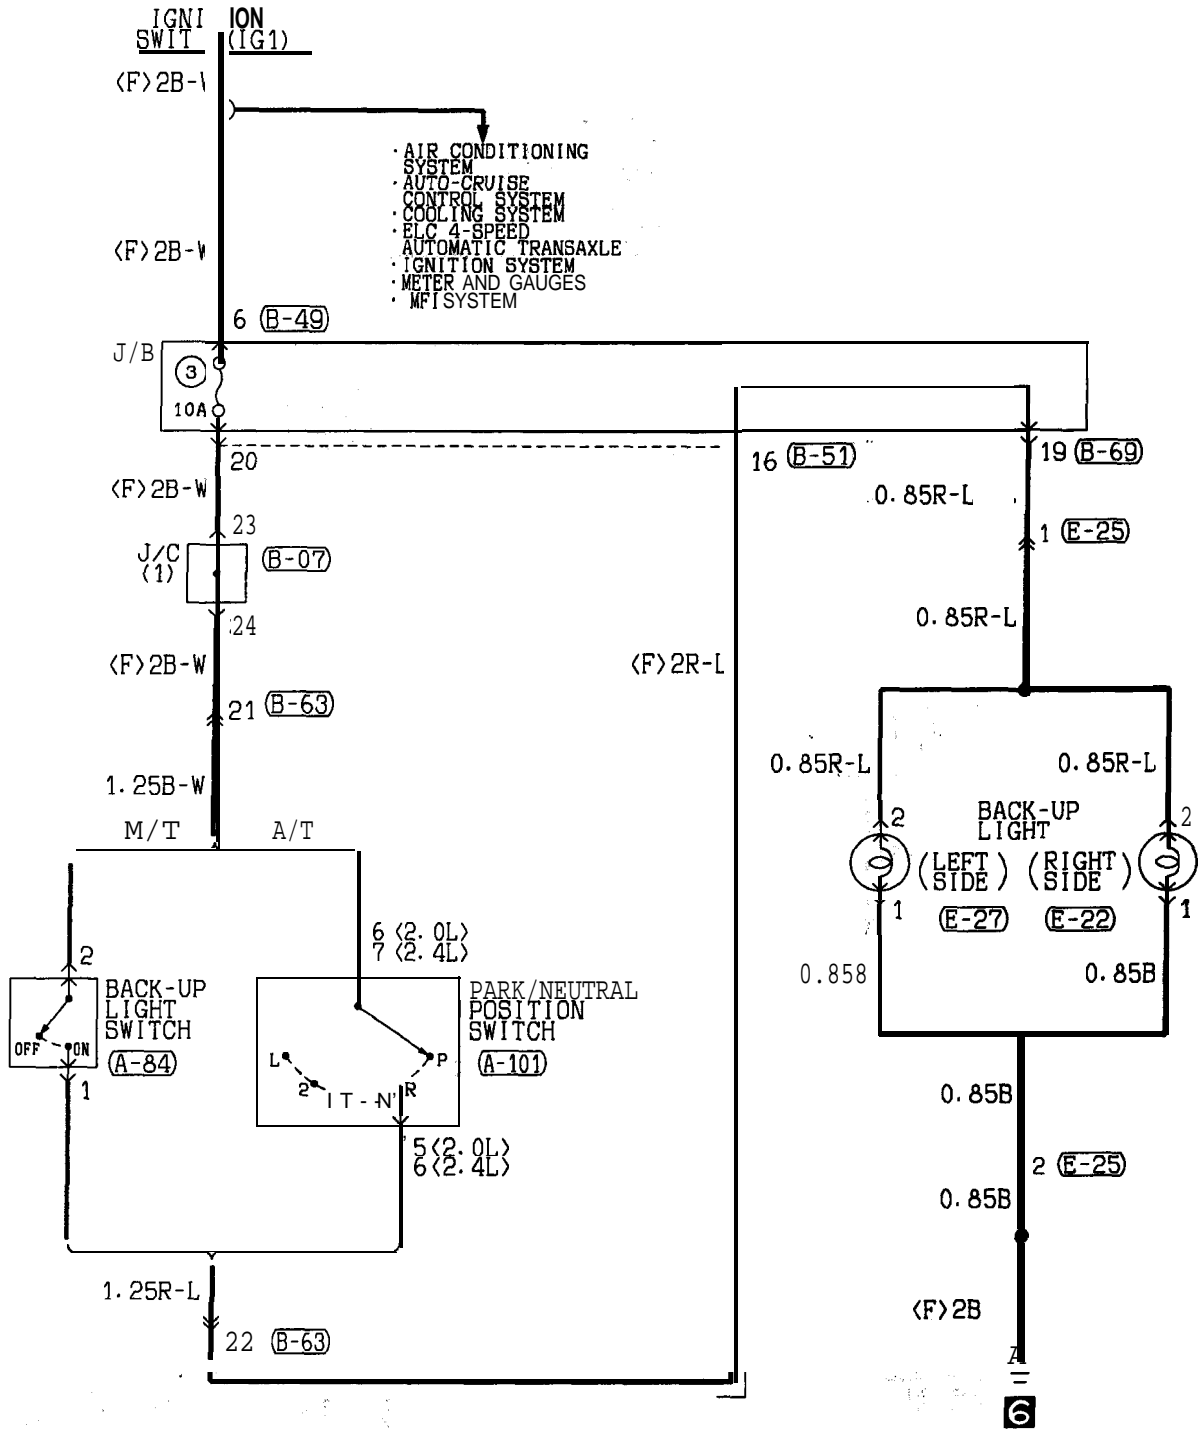 IGNI ION
SWIT (IG1)
<F>2B-
· AIR CONDITIONING
SYSTEM
· AUTO-CRUISE
CONTROL SYSTEM
· COOLING SYSTEM
· ELC 4-SPEED
AUTOMATIC TRANSAXLE
· IGNITION SYSTEM
· METER AND GAUGES
· MFI SYSTEM
<F>2B-W
6 B-49
J/B
3
10A
20
16 B-51
19 B-69
<F>2B-W
0.85R-L
23
J/C
(1)
B-07
1 E-25
24
0.85R-L
<F>2B-W
<F>2R-L
21 B-63
0.85R-L
0.85R-L
1.25B-W
M/T A/T
BACK-UP
LIGHT
2
2
(LEFT SIDE)
(RIGHT SIDE)
1
1
E-27
E-22
6 <2.0L>
7 <2.4L>
2
0.858
0.85B
BACK-UP
LIGHT
SWITCH
A-84
OFF ON
1
PARK/NEUTRAL
POSITION
SWITCH
A-101
L P
2 IT--N' R
5<2.0L>
6<2.4L>
0.85B
2 E-25
0.85B
1.25R-L
22 B-63
<F>2B
A
6